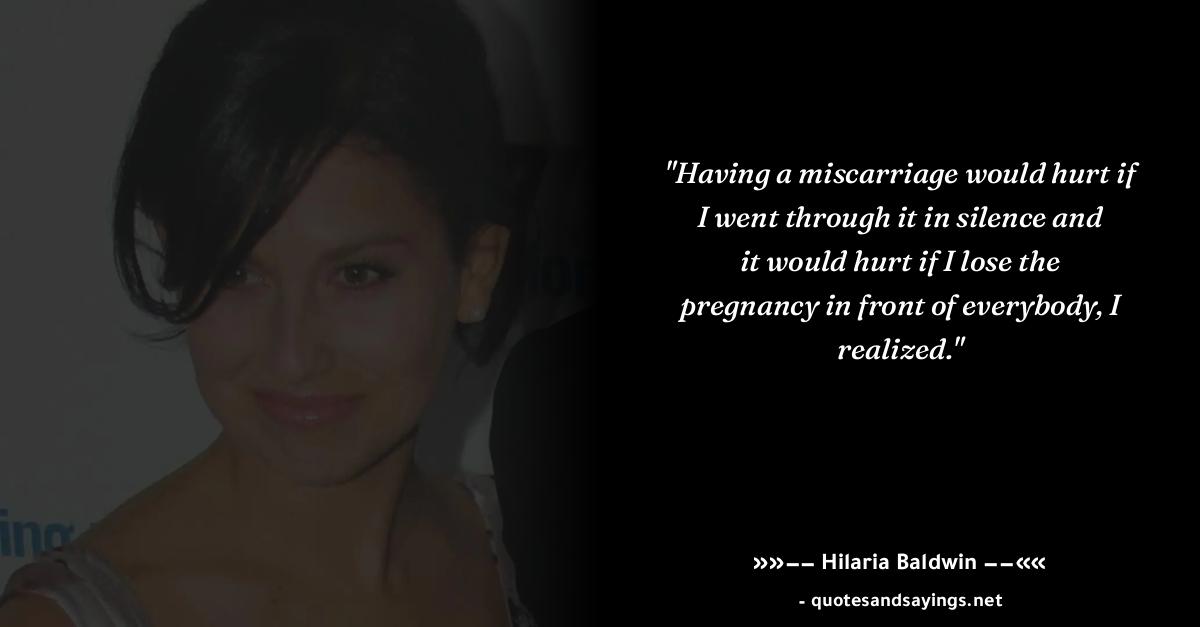 "Having a miscarriage would hurt if
I went through it in silence and
it would hurt if I lose the
pregnancy in front of everybody, I
realized."
»»−− Hilaria Baldwin −−««
- quotesandsayings.net
ing